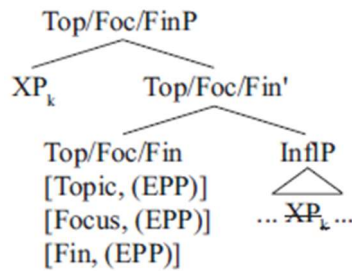 Top/Foc/FinP
XPₖ Top/Foc/Fin'
Top/Foc/Fin InflP
[Topic, (EPP)]
[Focus, (EPP)] ... XPₖ ...
[Fin, (EPP)]